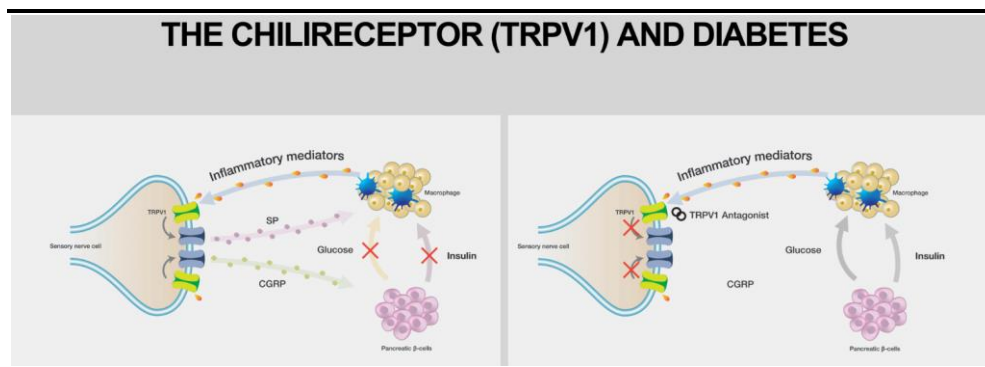 THE CHILIRECEPTOR (TRPV1) AND DIABETES
Inflammatory mediators
Macrophage
TRPV1
SP
Sensory nerve cell
Glucose
Insulin
CGRP
Pancreatic β-cells
Inflammatory mediators
Macrophage
TRPV1
TRPV1 Antagonist
Sensory nerve cell
Glucose
Insulin
CGRP
Pancreatic β-cells